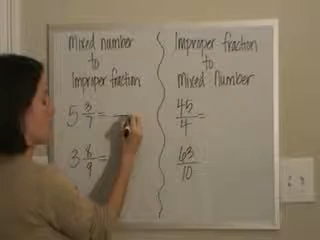 Mixed number
to
Improper fraction
5 3/7 =
3 8/9 =
Improper fraction
to
Mixed Number
45/4 =
63/10